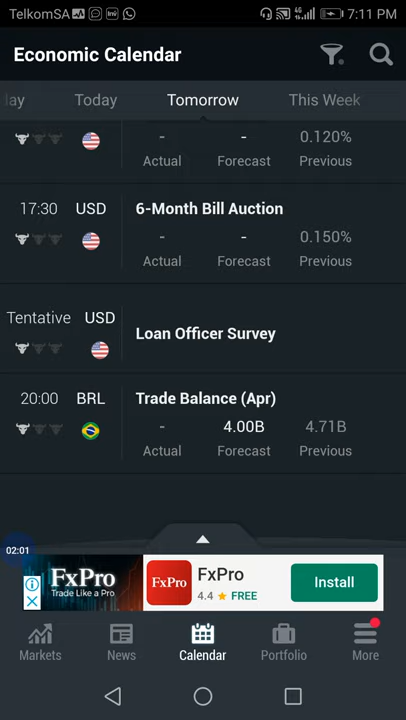 TelkomSA 7:11 PM
Economic Calendar
lay Today Tomorrow This Week
- - 0.120%
Actual Forecast Previous
17:30 USD 6-Month Bill Auction
- - 0.150%
Actual Forecast Previous
Tentative USD Loan Officer Survey
20:00 BRL Trade Balance (Apr)
- 4.00B 4.71B
Actual Forecast Previous
02:01
FxPro
Trade Like a Pro
FxPro
FxPro
4.4 ★ FREE
Install
Markets News Calendar Portfolio More